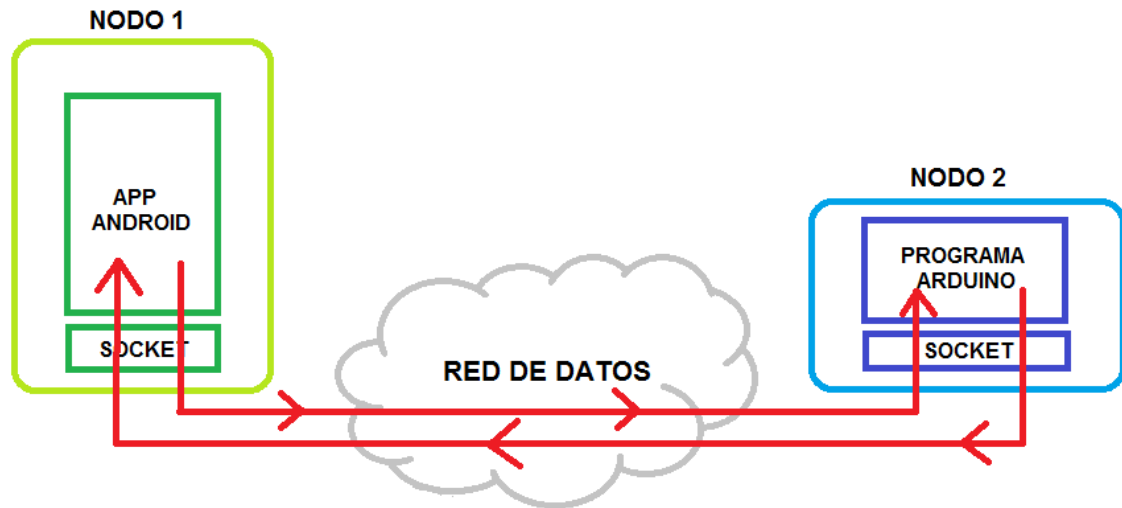 NODO 1
APP
ANDROID
SOCKET
RED DE DATOS
NODO 2
PROGRAMA
ARDUINO
SOCKET